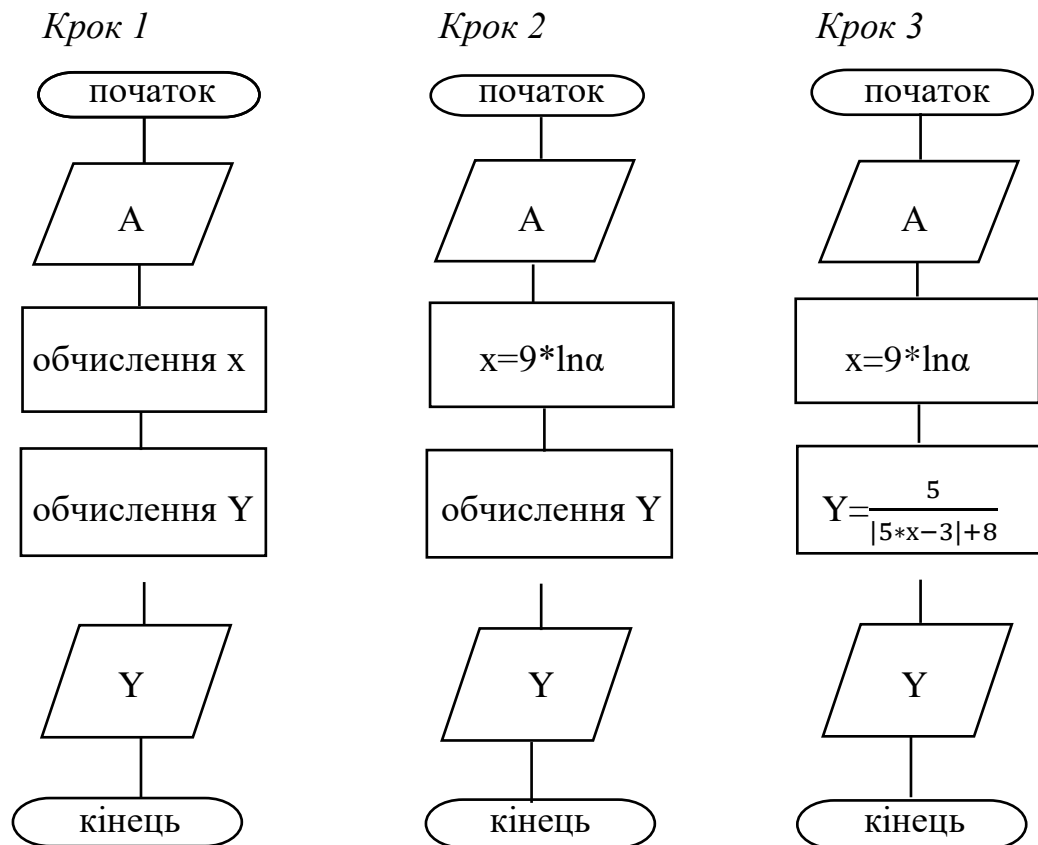 Крок 1
початок
A
обчислення x
обчислення Y
Y
кінець
Крок 2
початок
A
x=9*lnα
обчислення Y
Y
кінець
Крок 3
початок
A
x=9*lnα
Y=5/|5*x−3|+8
Y
кінець